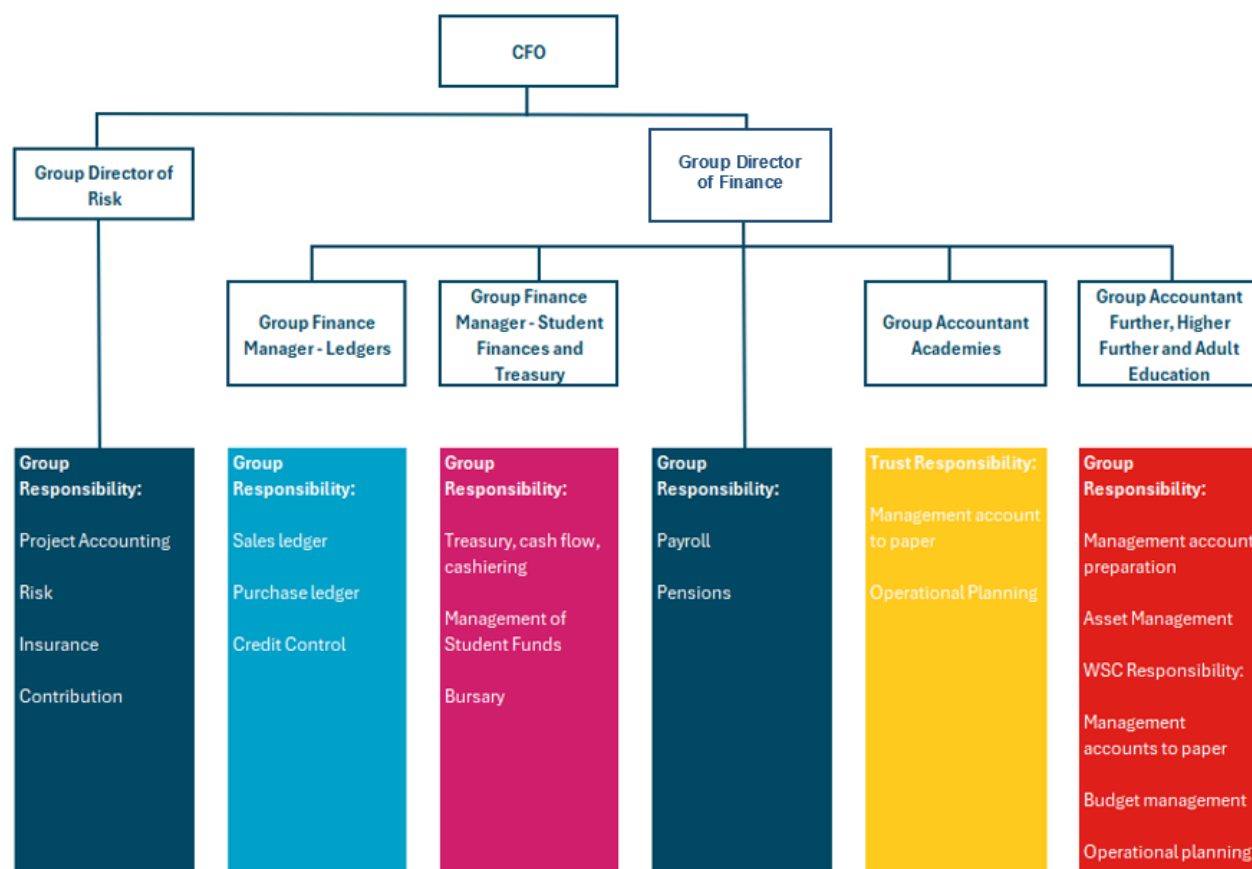 CFO
Group Director of
Risk
Group Director
of Finance
Group Finance
Manager - Ledgers
Group Finance
Manager - Student
Finances and
Treasury
Group Accountant
Academies
Group Accountant
Further, Higher
Further and Adult
Education
Group
Responsibility:
Project Accounting
Risk
Insurance
Contribution
Group
Responsibility:
Sales ledger
Purchase ledger
Credit Control
Group
Responsibility:
Treasury, cash flow,
cashiering
Management of
Student Funds
Bursary
Group
Responsibility:
Payroll
Pensions
Trust Responsibility:
Management account
to paper
Operational Planning
Group
Responsibility:
Management account
preparation
Asset Management
WSC Responsibility:
Management
accounts to paper
Budget management
Operational planning